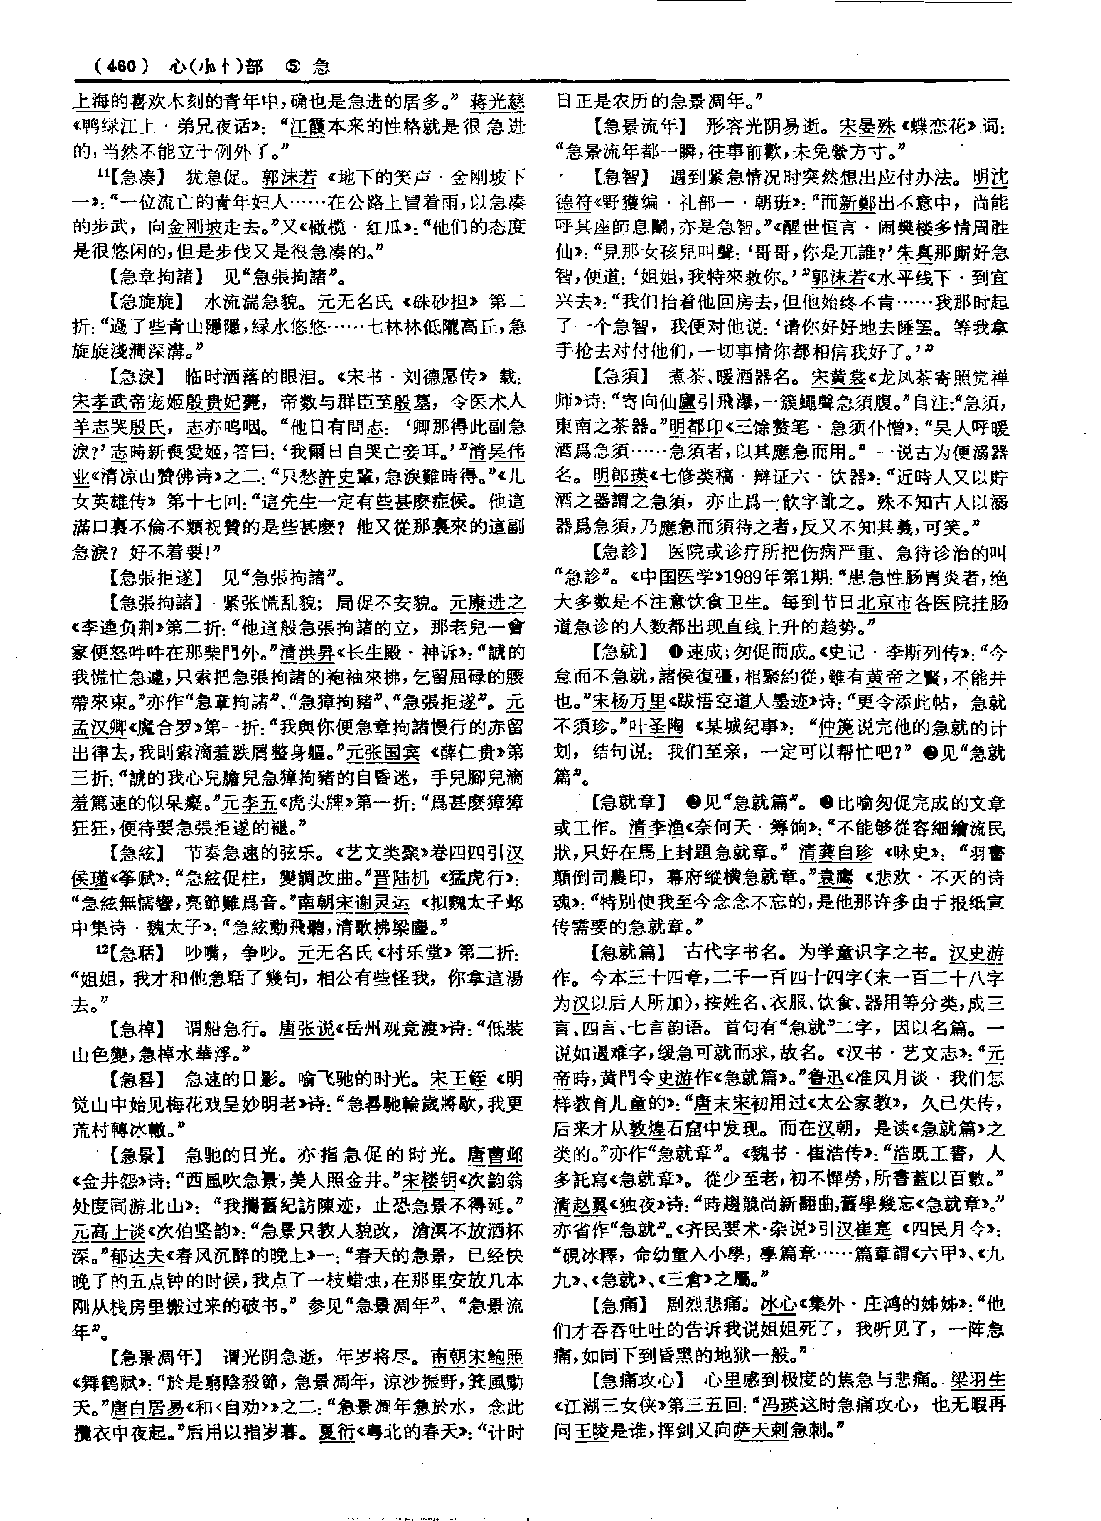 (460) 心(小忄)部 ⑤ 急
上海的喜欢木刻的青年中,确也是急进的居多。” 蒋光慈
《鸭绿江上·弟兄夜话》:“江霞本来的性格就是很急进
的,当然不能立于例外了。”
11【急凑】 犹急促。郭沫若《地下的笑声·金刚坡下
一》:“一位流亡的青年妇人……在公路上冒着雨,以急凑
的步武,向金刚坡走去。”又《橄榄·红瓜》:“他们的态度
是很悠闲的,但是步伐又是很急凑的。”
【急章拘諸】 见“急張拘諸”。
【急旋旋】 水流湍急貌。元无名氏《硃砂担》第二
折:“過了些青山隱隱,緑水悠悠……七林林低隴高丘,急
旋旋淺澗深溝。”
【急淚】 临时洒落的眼泪。《宋书·刘德愿传》载:
宋孝武帝宠姬殷贵妃薨,帝数与群臣至殷墓,令医术人
羊志哭殷氏,志亦呜咽。“他日有問志:‘卿那得此副急
淚?’志時新喪愛姬,答曰:‘我爾日自哭亡妾耳。’”清吴伟
业《清凉山赞佛诗》之二:“只愁許史輩,急淚難時得。”《儿
女英雄传》第十七回:“這先生一定有些甚麽症候。他這
滿口裏不倫不類祝贊的是些甚麽?他又從那裏來的這副
急淚?好不着要!”
【急張拒遂】 见“急張拘諸”。
【急張拘諸】 紧张慌乱貌;局促不安貌。元康进之
《李逵负荆》第二折:“他這般急張拘諸的立,那老兒一會
家便怒吽吽在那柴門外。”清洪昇《长生殿·神诉》:“諕的
我慌忙急遽,只索把急張拘諸的袍袖來拂,乞留屈碌的腰
帶來束。”亦作“急章拘諸”、“急獐拘豬”、“急張拒遂”。元
孟汉卿《魔合罗》第一折:“我與你便急章拘諸慢行的赤留
出律去,我則索滴羞跌屑整身軀。”元张国宾《薛仁贵》第
三折:“諕的我心兒膽兒急獐拘豬的自昏迷,手兒脚兒滴
羞篤速的似呆癡。”元李五《虎头牌》第一折:“爲甚麽獐獐
狂狂,便待要急張拒遂的褪。”
【急絃】 节奏急速的弦乐。《艺文类聚》卷四四引汉
侯瑾《筝赋》:“急絃促柱,變調改曲。”晋陆机《猛虎行》:
“急絃無懦響,亮節難爲音。”南朝宋谢灵运《拟魏太子邺
中集诗·魏太子》:“急絃動飛聽,清歌拂梁塵。”
12【急聒】 吵嘴,争吵。元无名氏《村乐堂》第二折:
“姐姐,我才和他急聒了幾句,相公有些怪我,你拿這湯
去。”
【急棹】 谓船急行。唐张说《岳州观竞渡》诗:“低装
山色變,急棹水華浮。”
【急晷】 急速的日影。喻飞驰的时光。宋王銍《明
觉山中始见梅花戏呈妙明老》诗:“急晷馳輪歲將歇,我更
荒村轉冰轍。”
【急景】 急驰的日光。亦指急促的时光。唐曹邺
《金井怨》诗:“西風吹急景,美人照金井。”宋楼钥《次韵翁
处度同游北山》:“我攜舊紀訪陳迹,止恐急景不得延。”
元高上谈《次伯坚韵》:“急景只教人貌改,滄溟不放酒杯
深。”郁达夫《春风沉醉的晚上》一:“春天的急景,已经快
晚了的五点钟的时候,我点了一枝蜡烛,在那里安放几本
刚从栈房里搬过来的破书。”参见“急景凋年”、“急景流
年”。
【急景凋年】 谓光阴急逝,年岁将尽。南朝宋鲍照
《舞鹤赋》:“於是窮陰殺節,急景凋年,涼沙振野,箕風動
天。”唐白居易《和〈自劝〉》之二:“急景凋年急於水,念此
攬衣中夜起。”后用以指岁暮。夏衍《粤北的春天》:“计时
日正是农历的急景凋年。”
【急景流年】 形容光阴易逝。宋晏殊《蝶恋花》词:
“急景流年都一瞬,往事前歡,未免縈方寸。”
【急智】 遇到紧急情况时突然想出应付办法。明沈
德符《野獲编·礼部一·朝班》:“而新鄭出不意中,尚能
呼其座師息鬭,亦是急智。”《醒世恒言·闹樊楼多情周胜
仙》:“見那女孩兒叫聲:‘哥哥,你是兀誰?’朱真那廝好急
智,便道:‘姐姐,我特來救你。’”郭沫若《水平线下·到宜
兴去》:“我们抬着他回房去,但他始终不肯……我那时起
了一个急智,我便对他说:‘请你好好地去睡罢。等我拿
手枪去对付他们,一切事情你都相信我好了。’”
【急須】 煮茶、暖酒器名。宋黄裳《龙凤茶寄照觉禅
师》诗:“寄向仙廬引飛瀑,一簇蠅聲急須腹。”自注:“急須,
東南之茶器。”明都卬《三馀赘笔·急须仆憎》:“吴人呼暖
酒爲急須……急須者,以其應急而用。”一说古为便溺器
名。明郎瑛《七修类稿·辩证六·饮器》:“近時人又以貯
酒之器謂之急須,亦止爲一飲字訛之。殊不知古人以溺
器爲急須,乃應急而須待之者,反又不知其義,可笑。”
【急診】 医院或诊疗所把伤病严重、急待诊治的叫
“急診”。《中国医学》1989年第1期:“患急性肠胃炎者,绝
大多数是不注意饮食卫生。每到节日北京市各医院挂肠
道急诊的人数都出现直线上升的趋势。”
【急就】 ❶速成;匆促而成。《史记·李斯列传》:“今
怠而不急就,諸侯復彊,相聚約從,雖有黄帝之賢,不能并
也。”宋杨万里《跋悟空道人墨迹》诗:“更令添此帖,急就
不須珍。”叶圣陶《某城纪事》:“仲箎说完他的急就的计
划,结句说:我们至亲,一定可以帮忙吧?”❷见“急就
篇”。
【急就章】 ❶见“急就篇”。❷比喻匆促完成的文章
或工作。清李渔《奈何天·筹饷》:“不能够從容細繪流民
狀,只好在馬上封題急就章。”清龚自珍《咏史》:“羽書
顛倒司農印,幕府縱横急就章。”袁鹰《悲欢·不灭的诗
魂》:“特别使我至今念念不忘的,是他那许多由于报纸宣
传需要的急就章。”
【急就篇】 古代字书名。为学童识字之书。汉史游
作。今本三十四章,二千一百四十四字(末一百二十八字
为汉以后人所加),按姓名、衣服、饮食、器用等分类,成三
言、四言、七言韵语。首句有“急就”二字,因以名篇。一
说如遇难字,缓急可就而求,故名。《汉书·艺文志》:“元
帝時,黄門令史游作《急就篇》。”鲁迅《准风月谈·我们怎
样教育儿童的》:“唐末宋初用过《太公家教》,久已失传,
后来才从敦煌石窟中发现。而在汉朝,是读《急就篇》之
类的。”亦作“急就章”。《魏书·崔浩传》:“浩既工書,人
多託寫《急就章》。從少至老,初不憚勞,所書蓋以百數。”
清赵翼《独夜》诗:“時趨競尚新翻曲,舊學幾忘《急就章》。”
亦省作“急就”。《齐民要术·杂说》引汉崔寔《四民月令》:
“硯冰釋,命幼童入小學;學篇章……篇章謂《六甲》、《九
九》、《急就》、《三倉》之屬。”
【急痛】 剧烈悲痛。冰心《集外·庄鸿的姊姊》:“他
们才吞吞吐吐的告诉我说姐姐死了,我听见了,一阵急
痛,如同下到昏黑的地狱一般。”
【急痛攻心】 心里感到极度的焦急与悲痛。梁羽生
《江湖三女侠》第三五回:“冯瑛这时急痛攻心,也无暇再
问王陵是谁,挥剑又向萨天刺急刺。”